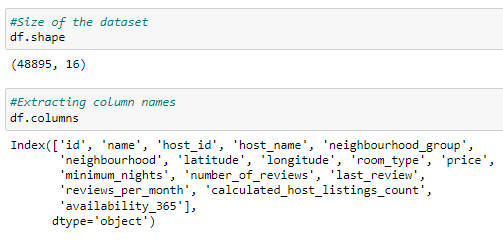 #Size of the dataset
df.shape
(48895, 16)
#Extracting column names
df.columns
Index(['id', 'name', 'host_id', 'host_name', 'neighbourhood_group',
       'neighbourhood', 'latitude', 'longitude', 'room_type', 'price',
       'minimum_nights', 'number_of_reviews', 'last_review',
       'reviews_per_month', 'calculated_host_listings_count',
       'availability_365'],
      dtype='object')